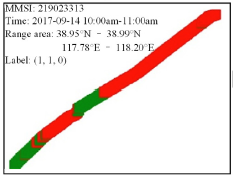 MMSI: 219023313
Time: 2017-09-14 10:00am-11:00am
Range area: 38.95°N - 38.99°N
117.78°E - 118.20°E
Label: (1, 1, 0)